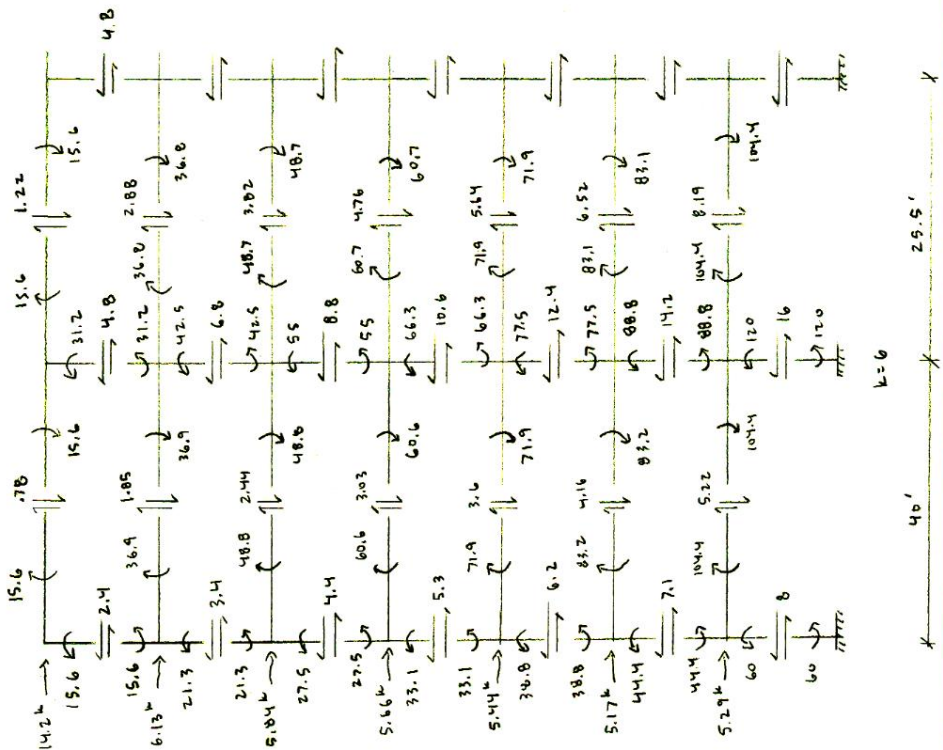 15.6 .78 15.6 1.22
14.2ᵏ
15.6 15.6 31.2 15.6
2.4 4.8 4.8
15.6 36.9 1.85 31.2 36.8 2.88
6.13ᵏ
21.3 36.9 42.5 36.8
3.4 6.8
21.3 48.8 2.44 42.5 48.7 3.82
5.84ᵏ
27.5 48.8 55 48.7
4.4 8.8
27.5 60.6 3.03 55 60.7 4.76
5.66ᵏ
33.1 60.6 66.3 60.7
5.3 10.6
33.1 71.9 3.6 66.3 71.9 5.64
5.44ᵏ
38.8 71.9 77.5 71.9
6.2 12.4
38.8 83.2 4.16 77.5 83.1 6.52
5.17ᵏ
44.4 83.2 88.8 83.1
7.1 14.2
44.4 104.4 5.22 88.8 104.4 8.19
5.29ᵏ
60 104.4 120 104.4
8 16
60 120
k=6
40' 25.5'